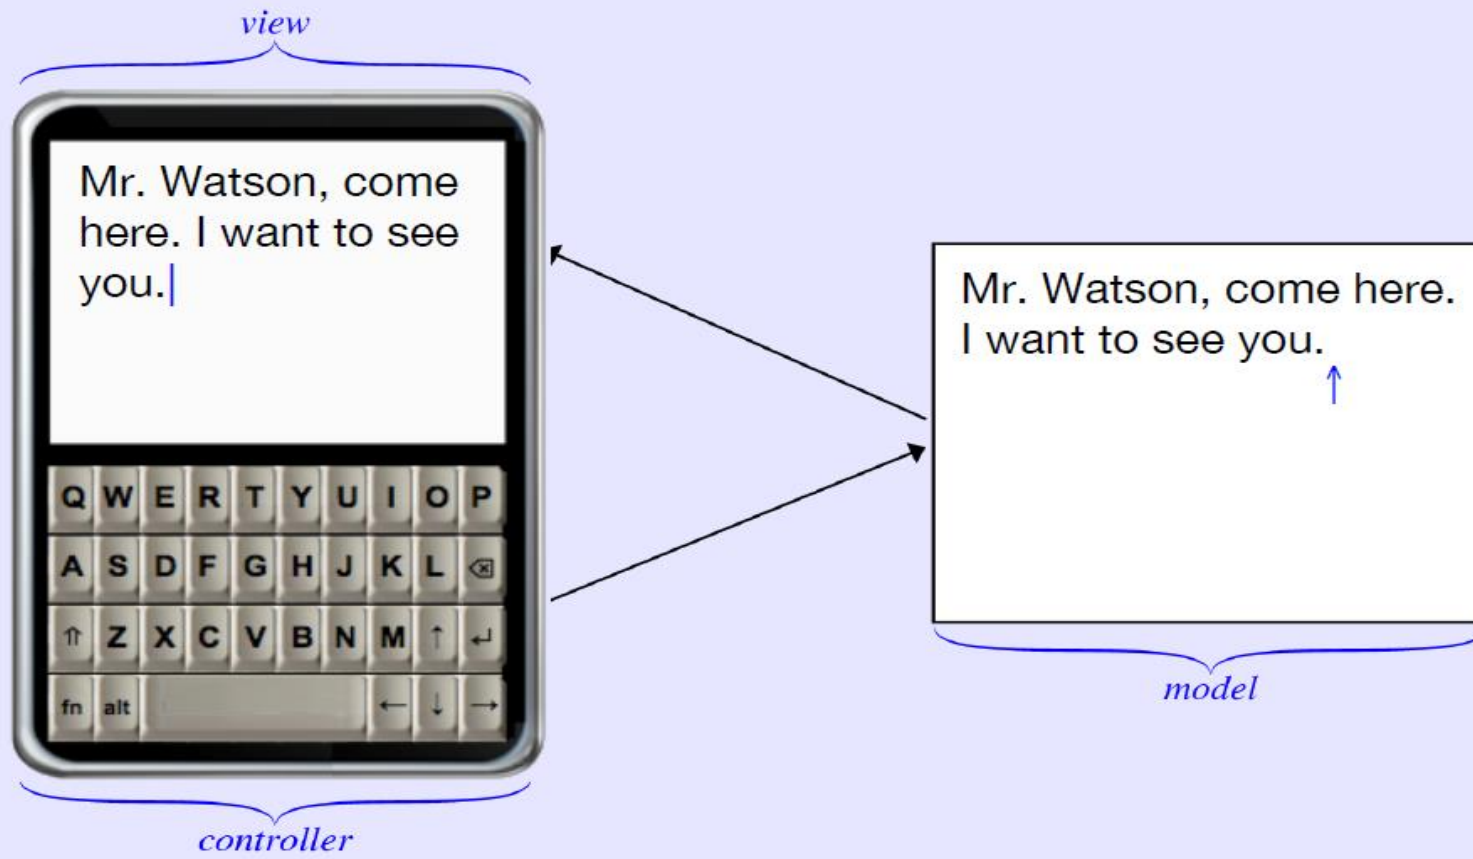 view
Mr. Watson, come
here. I want to see
you.|
Q W E R T Y U I O P
A S D F G H J K L ⌫
⇑ Z X C V B N M ↑ ↵
fn alt ← ↓ →
controller
Mr. Watson, come here.
I want to see you.
↑
model